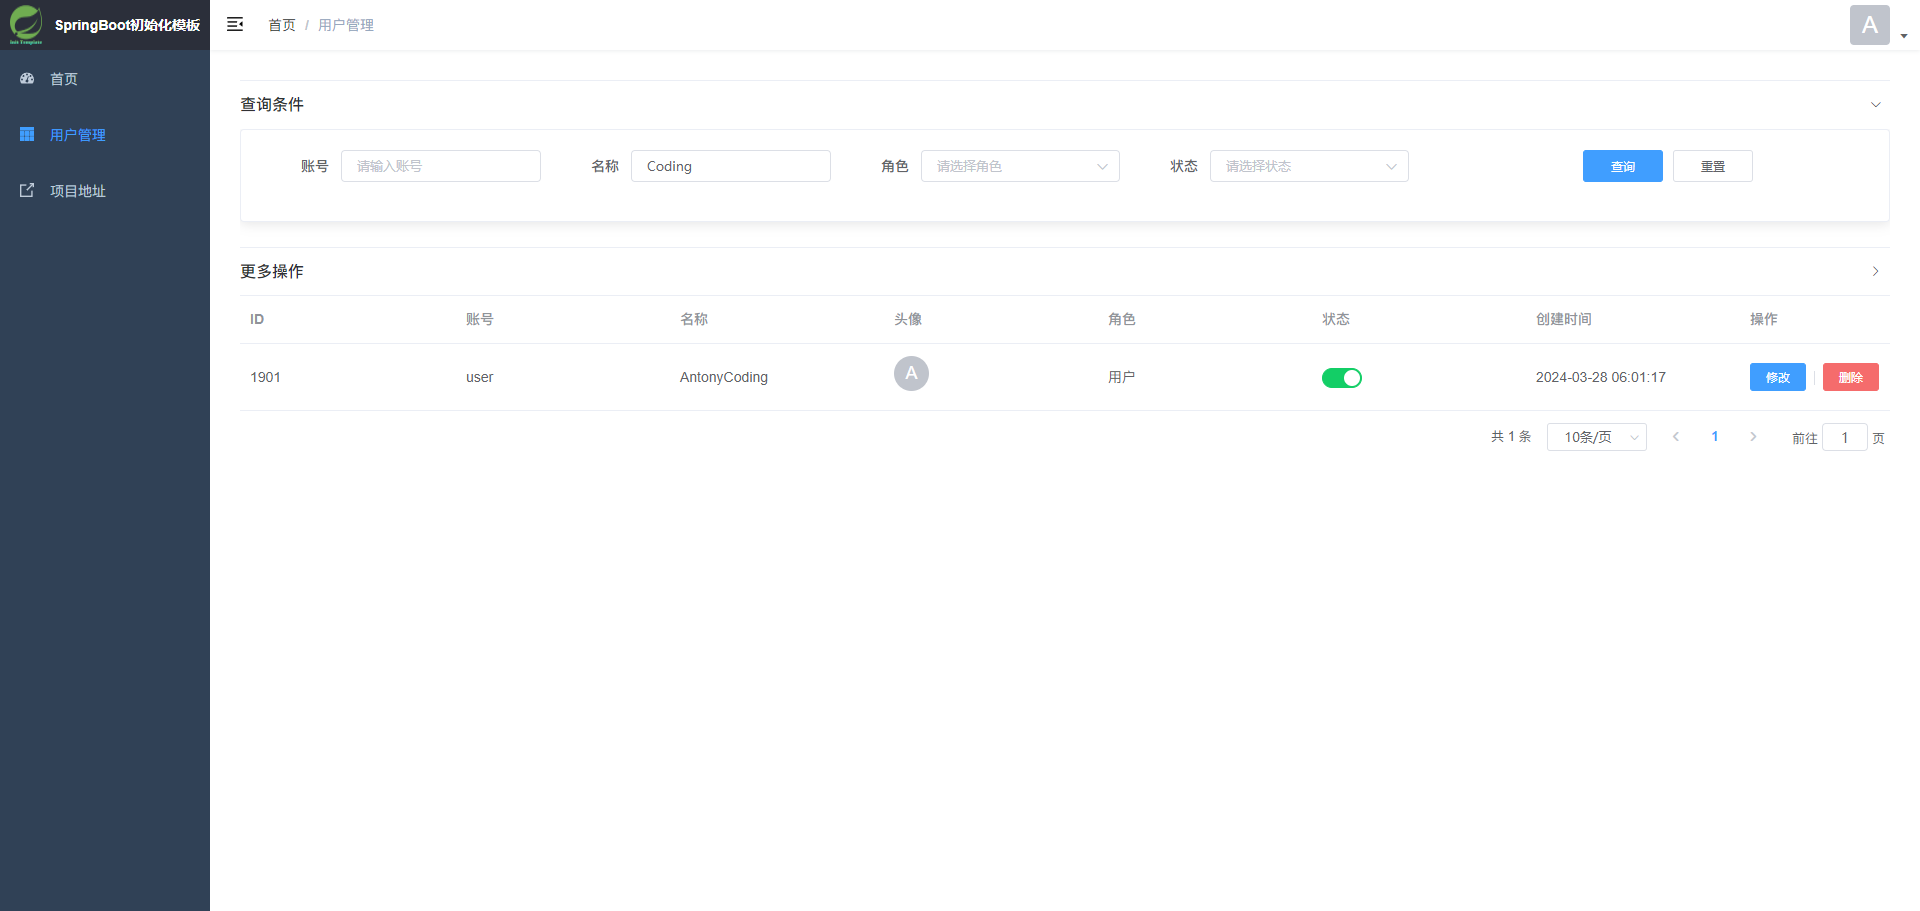 SpringBoot初始化模板
首页
用户管理
项目地址
首页 / 用户管理
A
查询条件
账号 请输入账号 名称 Coding 角色 请选择角色 状态 请选择状态 查询 重置
更多操作
ID 账号 名称 头像 角色 状态 创建时间 操作
1901 user AntonyCoding A 用户 2024-03-28 06:01:17 修改 删除
共 1 条 10条/页 1 前往 1 页